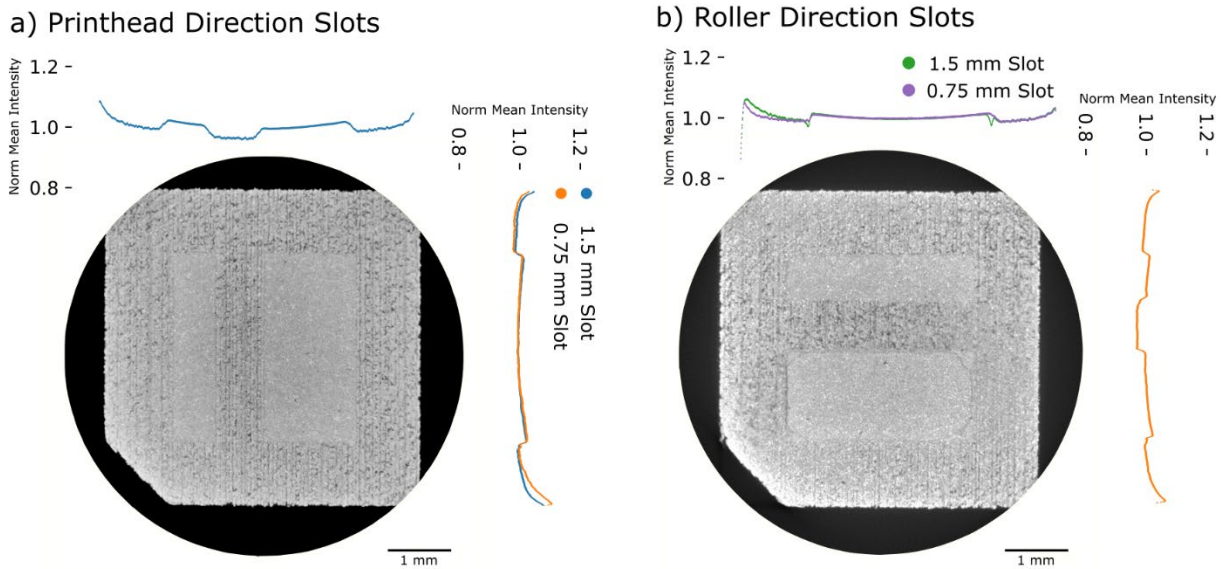 a) Printhead Direction Slots
1.2 -
1.0 -
0.8 -
Norm Mean Intensity
Norm Mean Intensity
0.8 -
1.0 -
1.2 -
1.5 mm Slot
0.75 mm Slot
1 mm
b) Roller Direction Slots
1.2 -
1.0 -
0.8 -
Norm Mean Intensity
1.5 mm Slot
0.75 mm Slot
Norm Mean Intensity
0.8 -
1.0 -
1.2 -
1 mm